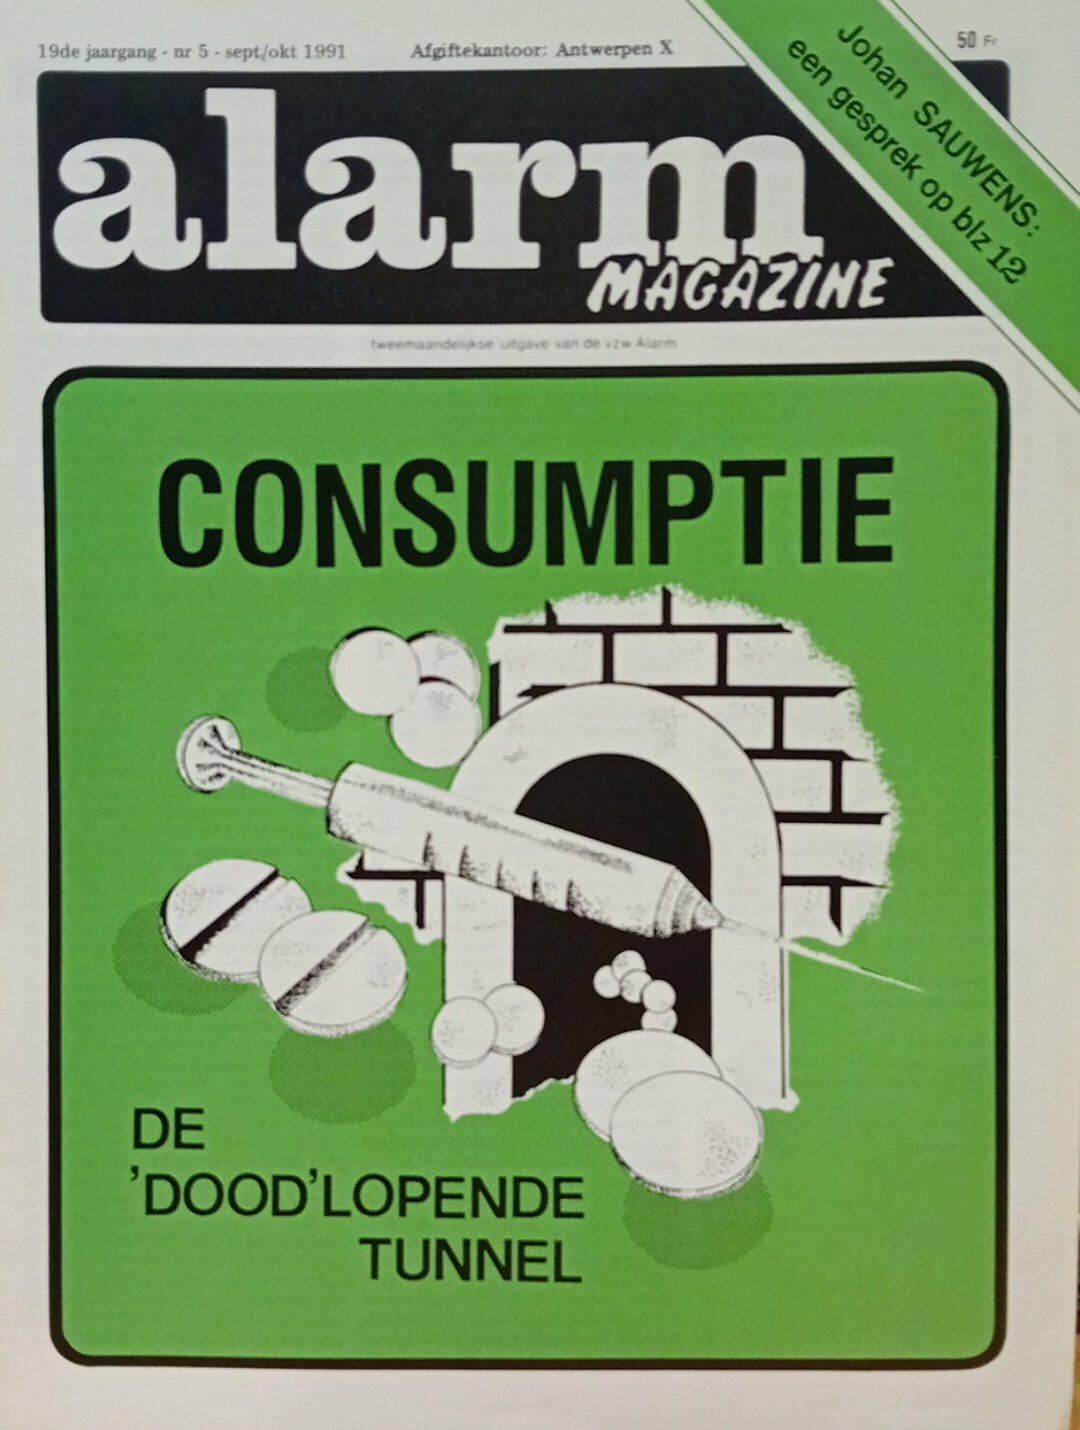 19de jaargang - nr 5 - sept/okt 1991
Afgiftekantoor: Antwerpen X
50 Fr
Johan SAUWENS:
een gesprek op blz 12
alarm
MAGAZINE
tweemaandelijkse uitgave van de vzw Alarm
CONSUMPTIE
DE
'DOOD'LOPENDE
TUNNEL